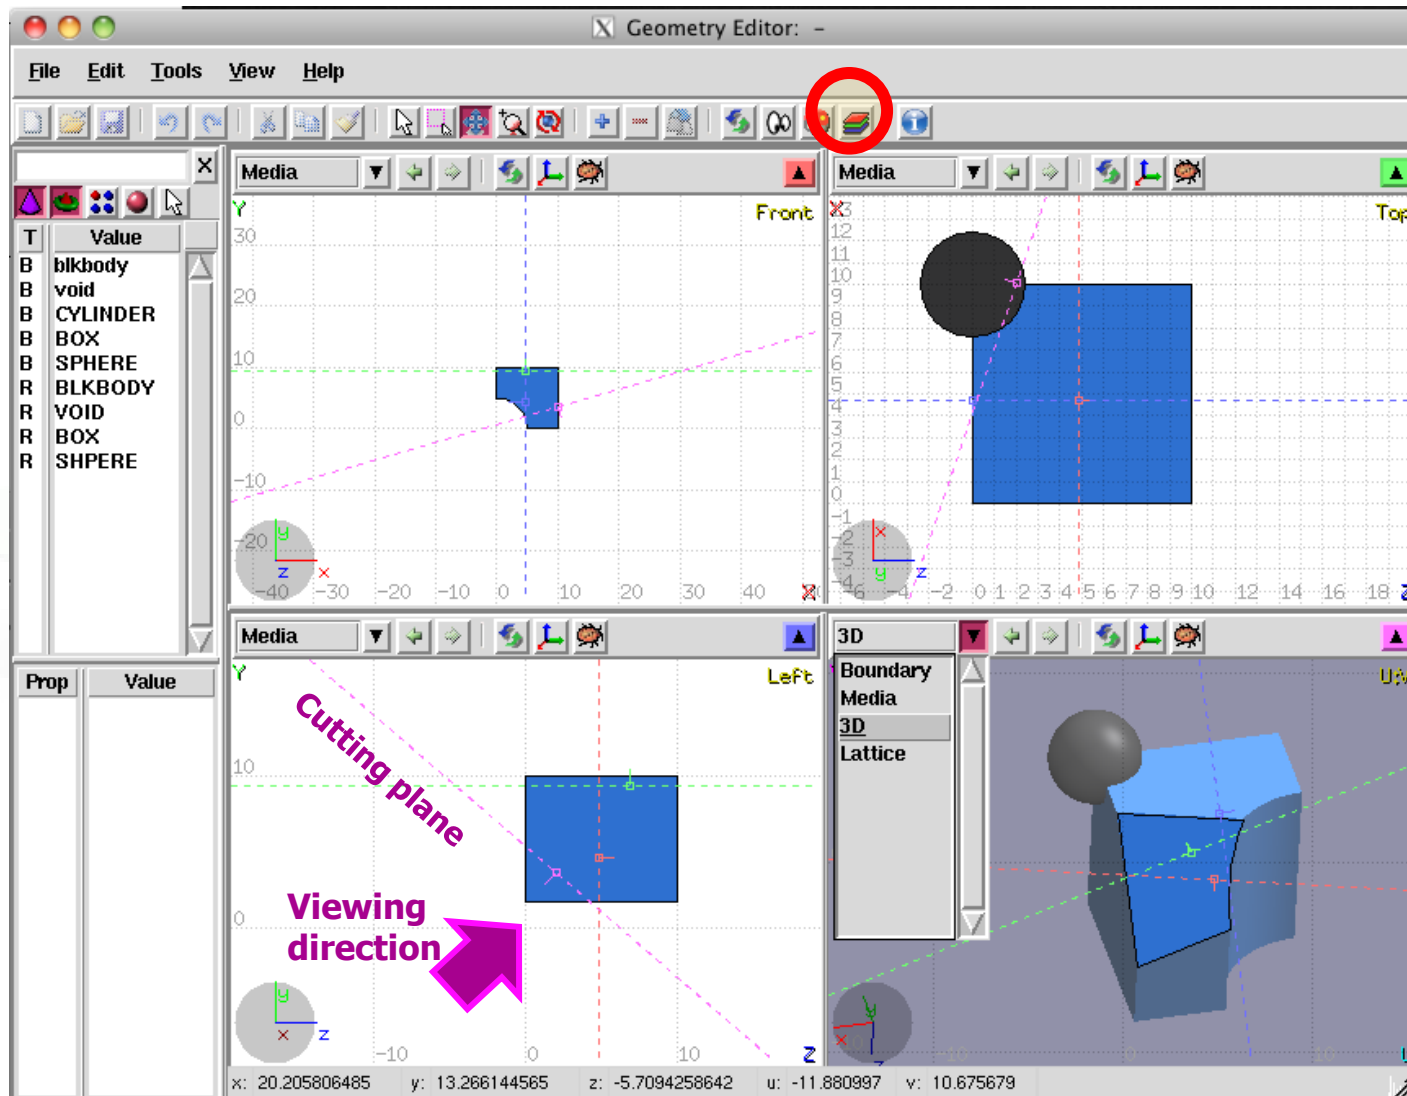 X Geometry Editor: –
File Edit Tools View Help
Media
Media
X
T Value
B blkbody
B void
B CYLINDER
B BOX
B SPHERE
R BLKBODY
R VOID
R BOX
R SHPERE
Prop Value
Y
Front
30
20
10
0
-10
-20
y
z x
-40 -30 -20 -10 0 10 20 30 40
X
Top
12
11
10
9
8
7
6
5
4
3
2
1
0
-1
-2
-3
x
y z
-2 0 1 2 3 4 5 6 7 8 9 10 12 14 16 18
Media
3D
Y
Left
Cutting plane
10
0
Viewing
direction
y
x z
-10 0 10 Z
Boundary
Media
3D
Lattice
y
x
z
-10 0 10
x: 20.205806485 y: 13.266144565 z: -5.7094258642 u: -11.880997 v: 10.675679